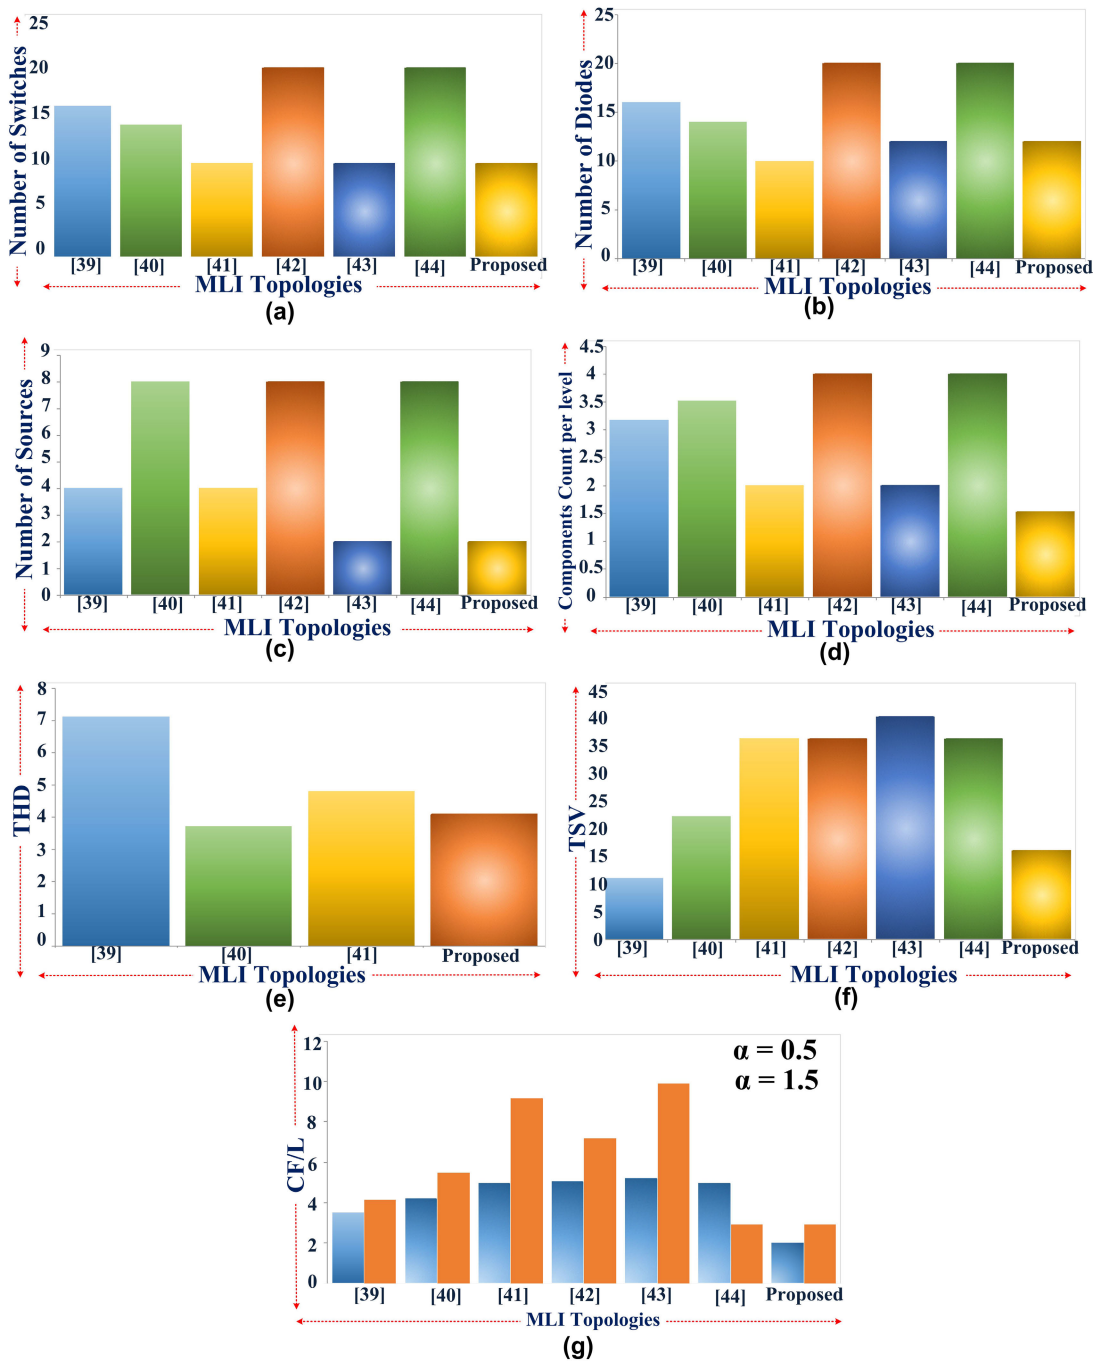 25
20
15
10
5
0
Number of Switches
[39] [40] [41] [42] [43] [44] Proposed
MLI Topologies
(a)
25
20
15
10
5
0
Number of Diodes
[39] [40] [41] [42] [43] [44] Proposed
MLI Topologies
(b)
9
8
7
6
5
4
3
2
1
0
Number of Sources
[39] [40] [41] [42] [43] [44] Proposed
MLI Topologies
(c)
4.5
4
3.5
3
2.5
2
1.5
1
0.5
0
Components Count per level
[39] [40] [41] [42] [43] [44] Proposed
MLI Topologies
(d)
8
7
6
5
4
3
2
1
0
THD
[39] [40] [41] Proposed
MLI Topologies
(e)
45
40
35
30
25
20
15
10
5
0
TSV
[39] [40] [41] [42] [43] [44] Proposed
MLI Topologies
(f)
12
10
8
6
4
2
0
CF/L
α = 0.5
α = 1.5
[39] [40] [41] [42] [43] [44] Proposed
MLI Topologies
(g)